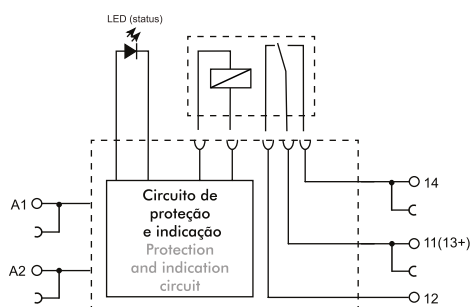 LED (status)
Circuito de
proteção
e indicação
Protection
and indication
circuit
A1
A2
14
11(13+)
12